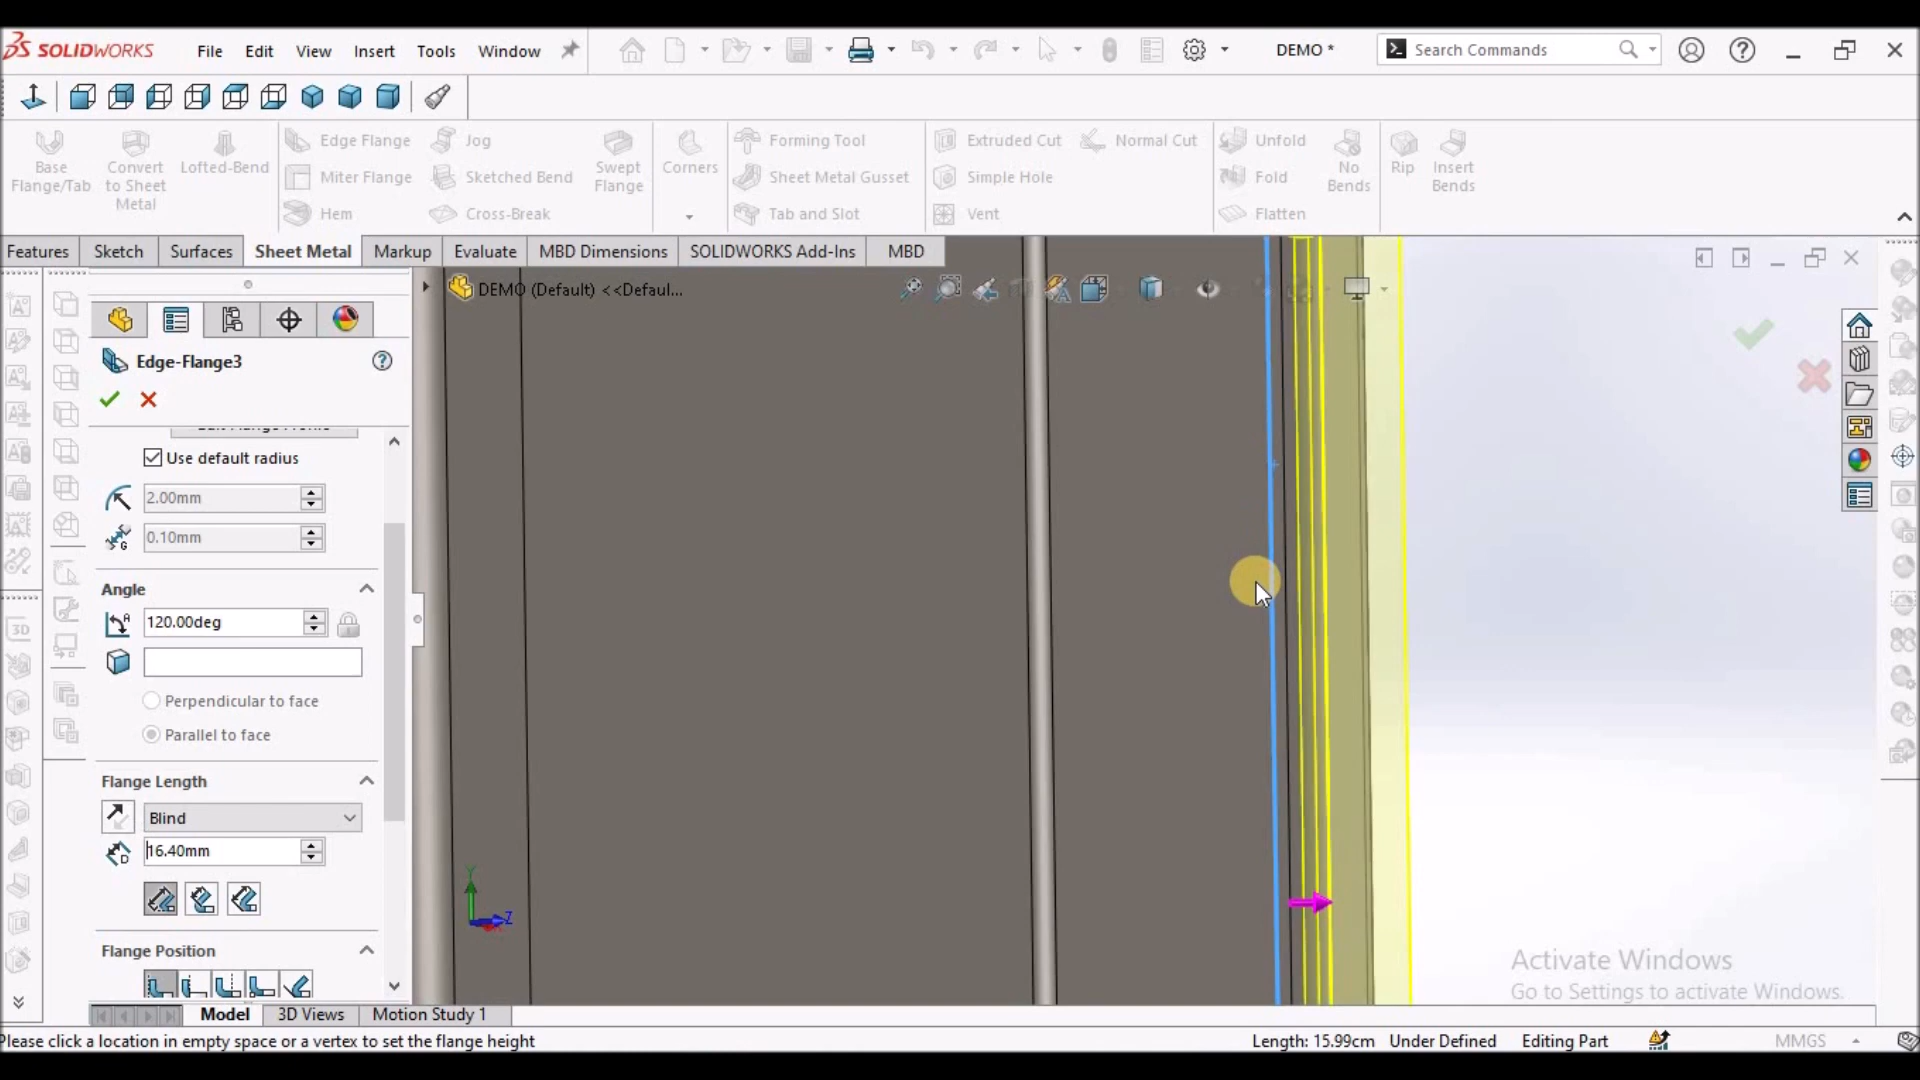 SOLIDWORKS File Edit View Insert Tools Window DEMO * Search Commands
Base Flange/Tab
Convert to Sheet Metal
Lofted-Bend
Edge Flange
Miter Flange
Hem
Jog
Sketched Bend
Cross-Break
Swept Flange
Corners
Forming Tool
Sheet Metal Gusset
Tab and Slot
Extruded Cut
Simple Hole
Vent
Normal Cut
Unfold
Fold
Flatten
No Bends
Rip
Insert Bends
Features Sketch Surfaces Sheet Metal Markup Evaluate MBD Dimensions SOLIDWORKS Add-Ins MBD
DEMO (Default) <<Defaul...
Edge-Flange3
Edit Flange Profile
Use default radius
2.00mm
0.10mm
Angle
120.00deg
Perpendicular to face
Parallel to face
Flange Length
Blind
16.40mm
Flange Position
Y
Z
Activate Windows
Go to Settings to activate Windows.
Model 3D Views Motion Study 1
Please click a location in empty space or a vertex to set the flange height Length: 15.99cm Under Defined Editing Part MMGS